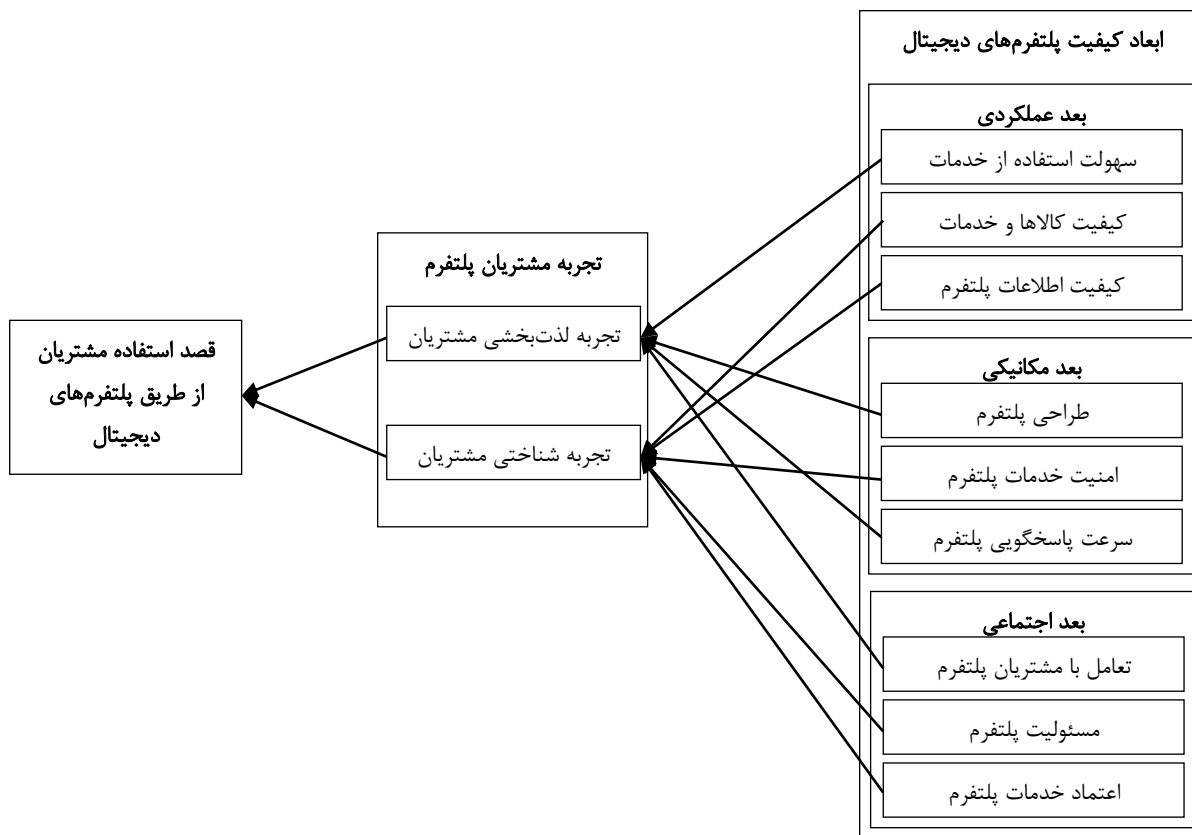 ابعاد کیفیت پلتفرم‌های دیجیتال
بعد عملکردی
سهولت استفاده از خدمات
کیفیت کالاها و خدمات
کیفیت اطلاعات پلتفرم
بعد مکانیکی
طراحی پلتفرم
امنیت خدمات پلتفرم
سرعت پاسخگویی پلتفرم
بعد اجتماعی
تعامل با مشتریان پلتفرم
مسئولیت پلتفرم
اعتماد خدمات پلتفرم
تجربه مشتریان پلتفرم
تجربه لذت‌بخشی مشتریان
تجربه شناختی مشتریان
قصد استفاده مشتریان
از طریق پلتفرم‌های
دیجیتال